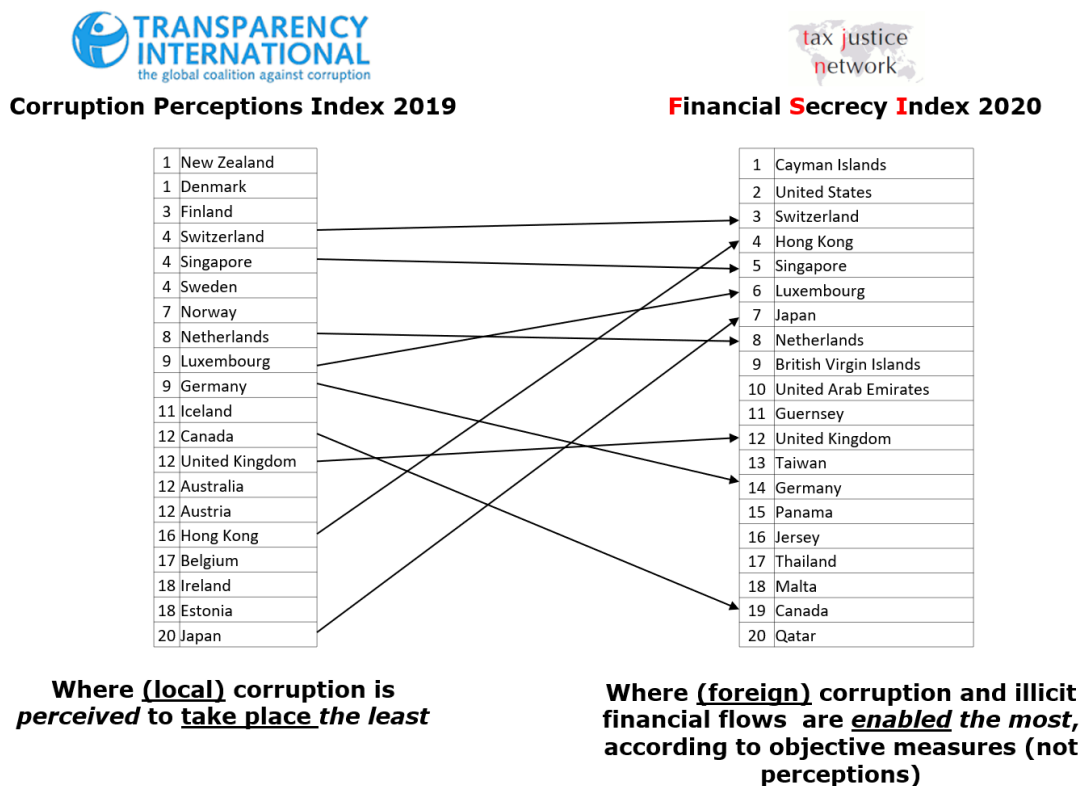 TRANSPARENCY
INTERNATIONAL
the global coalition against corruption
Corruption Perceptions Index 2019
1 New Zealand
1 Denmark
3 Finland
4 Switzerland
4 Singapore
4 Sweden
7 Norway
8 Netherlands
9 Luxembourg
9 Germany
11 Iceland
12 Canada
12 United Kingdom
12 Australia
12 Austria
16 Hong Kong
17 Belgium
18 Ireland
18 Estonia
20 Japan
Where (local) corruption is
perceived to take place the least
tax justice
network
Financial Secrecy Index 2020
1 Cayman Islands
2 United States
3 Switzerland
4 Hong Kong
5 Singapore
6 Luxembourg
7 Japan
8 Netherlands
9 British Virgin Islands
10 United Arab Emirates
11 Guernsey
12 United Kingdom
13 Taiwan
14 Germany
15 Panama
16 Jersey
17 Thailand
18 Malta
19 Canada
20 Qatar
Where (foreign) corruption and illicit
financial flows are enabled the most,
according to objective measures (not
perceptions)